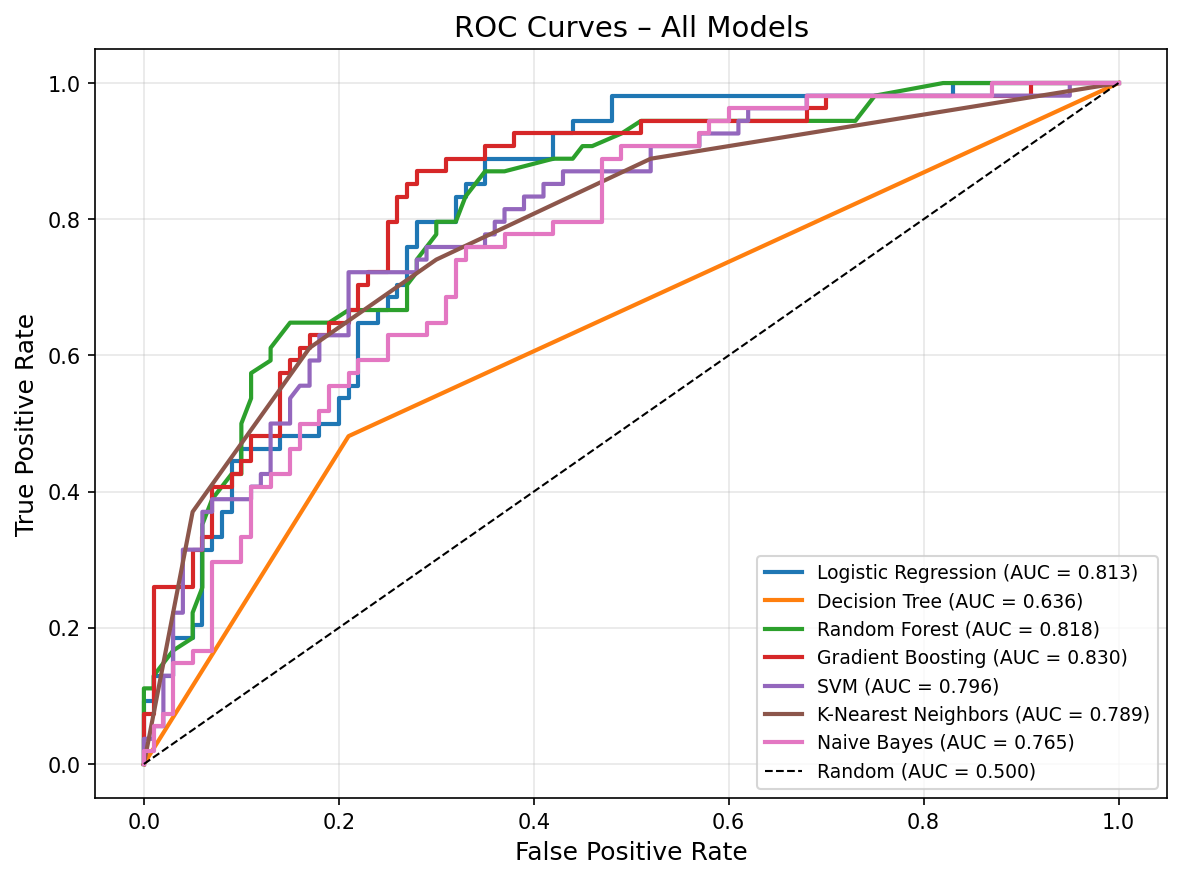 ROC Curves – All Models
True Positive Rate
1.0
0.8
0.6
0.4
0.2
0.0
Logistic Regression (AUC = 0.813)
Decision Tree (AUC = 0.636)
Random Forest (AUC = 0.818)
Gradient Boosting (AUC = 0.830)
SVM (AUC = 0.796)
K-Nearest Neighbors (AUC = 0.789)
Naive Bayes (AUC = 0.765)
Random (AUC = 0.500)
0.0 0.2 0.4 0.6 0.8 1.0
False Positive Rate